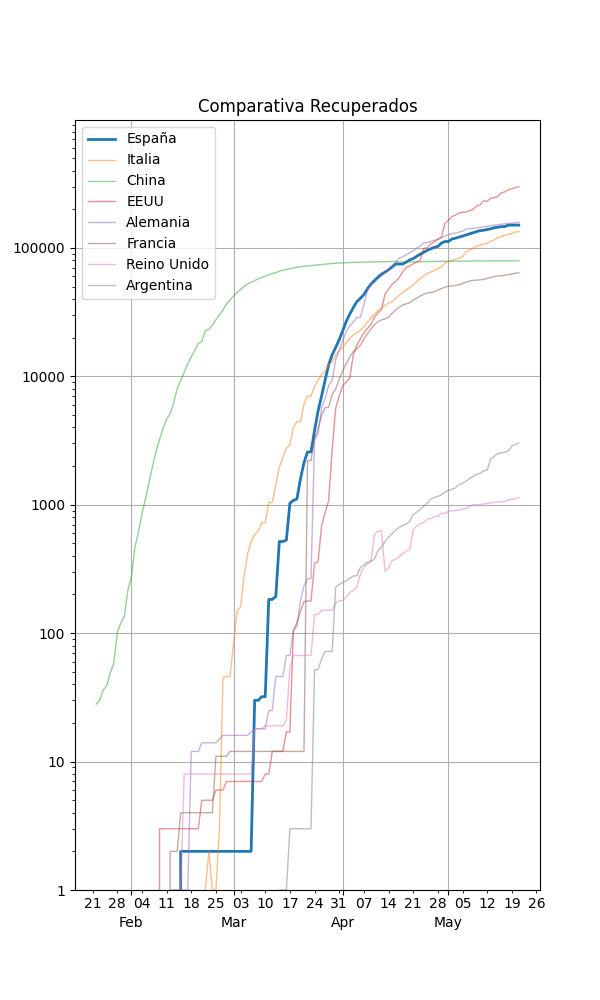 Comparativa Recuperados
España
Italia
China
EEUU
Alemania
Francia
Reino Unido
Argentina
100000
10000
1000
100
10
1
21 28 04 11 18 25 03 10 17 24 31 07 14 21 28 05 12 19 26
Feb Mar Apr May